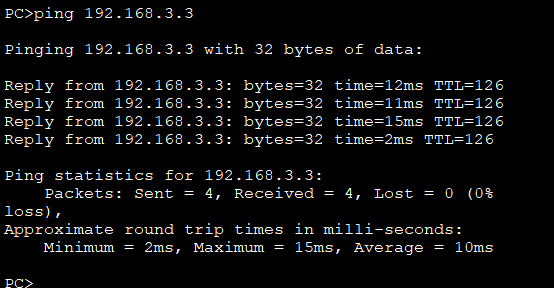 PC>ping 192.168.3.3
Pinging 192.168.3.3 with 32 bytes of data:
Reply from 192.168.3.3: bytes=32 time=12ms TTL=126
Reply from 192.168.3.3: bytes=32 time=11ms TTL=126
Reply from 192.168.3.3: bytes=32 time=15ms TTL=126
Reply from 192.168.3.3: bytes=32 time=2ms TTL=126
Ping statistics for 192.168.3.3:
    Packets: Sent = 4, Received = 4, Lost = 0 (0%
loss),
Approximate round trip times in milli-seconds:
    Minimum = 2ms, Maximum = 15ms, Average = 10ms
PC>